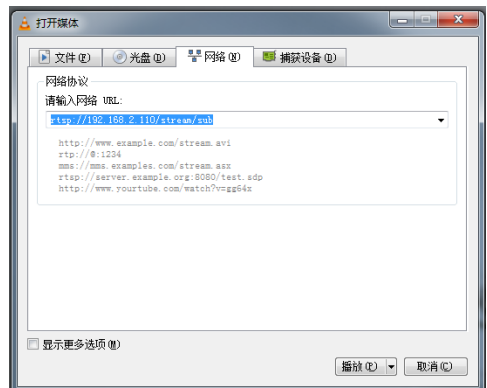 打开媒体
文件(F) 光盘(D) 网络(N) 捕获设备(D)
网络协议
请输入网络 URL:
rtsp://192.168.2.110/stream/sub
http://www.example.com/stream.avi
rtp://@:1234
mms://mms.examples.com/stream.asx
rtsp://server.example.org:8080/test.sdp
http://www.yourtube.com/watch?v=gg64x
显示更多选项(M)
播放(P) 取消(C)